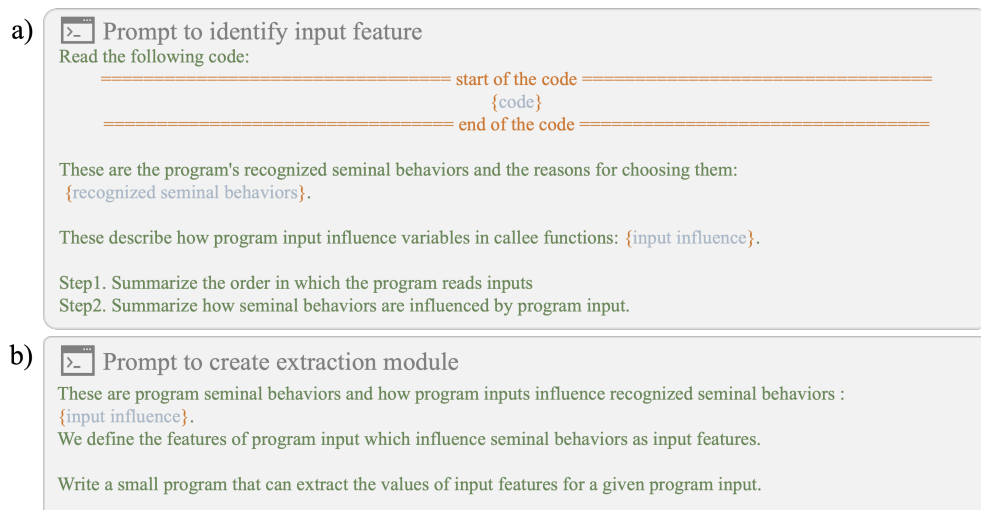 a)
>_ Prompt to identify input feature
Read the following code:
================================= start of the code =================================
{code}
================================= end of the code =================================
These are the program's recognized seminal behaviors and the reasons for choosing them:
{recognized seminal behaviors}.
These describe how program input influence variables in callee functions: {input influence}.
Step1. Summarize the order in which the program reads inputs
Step2. Summarize how seminal behaviors are influenced by program input.
b)
>_ Prompt to create extraction module
These are program seminal behaviors and how program inputs influence recognized seminal behaviors :
{input influence}.
We define the features of program input which influence seminal behaviors as input features.
Write a small program that can extract the values of input features for a given program input.